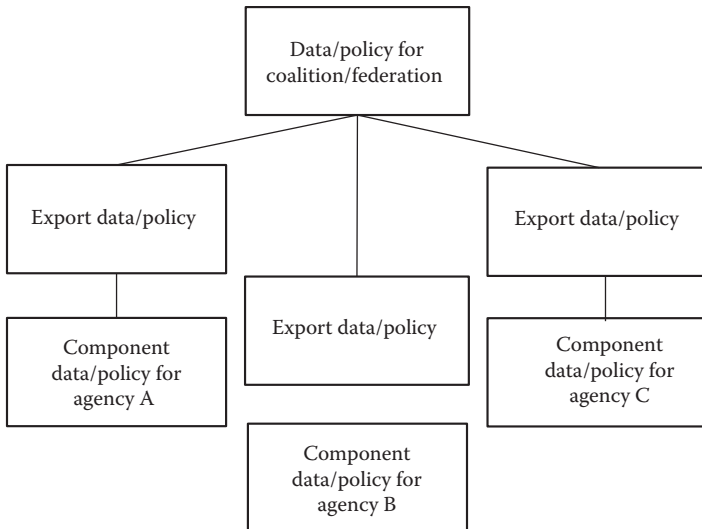 Data/policy for
coalition/federation
Export data/policy
Export data/policy
Export data/policy
Component
data/policy for
agency A
Component
data/policy for
agency C
Component
data/policy for
agency B